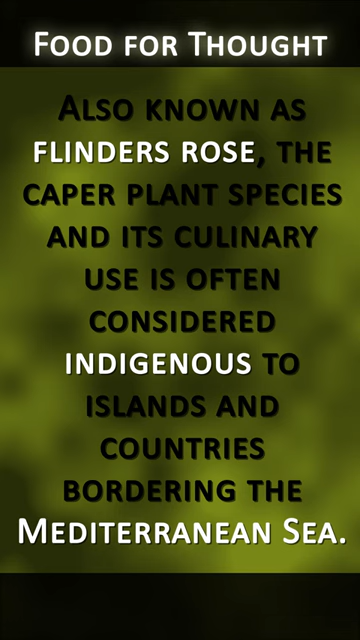 Food for Thought
Also known as
flinders rose, the
caper plant species
and its culinary
use is often
considered
indigenous to
islands and
countries
bordering the
Mediterranean Sea.